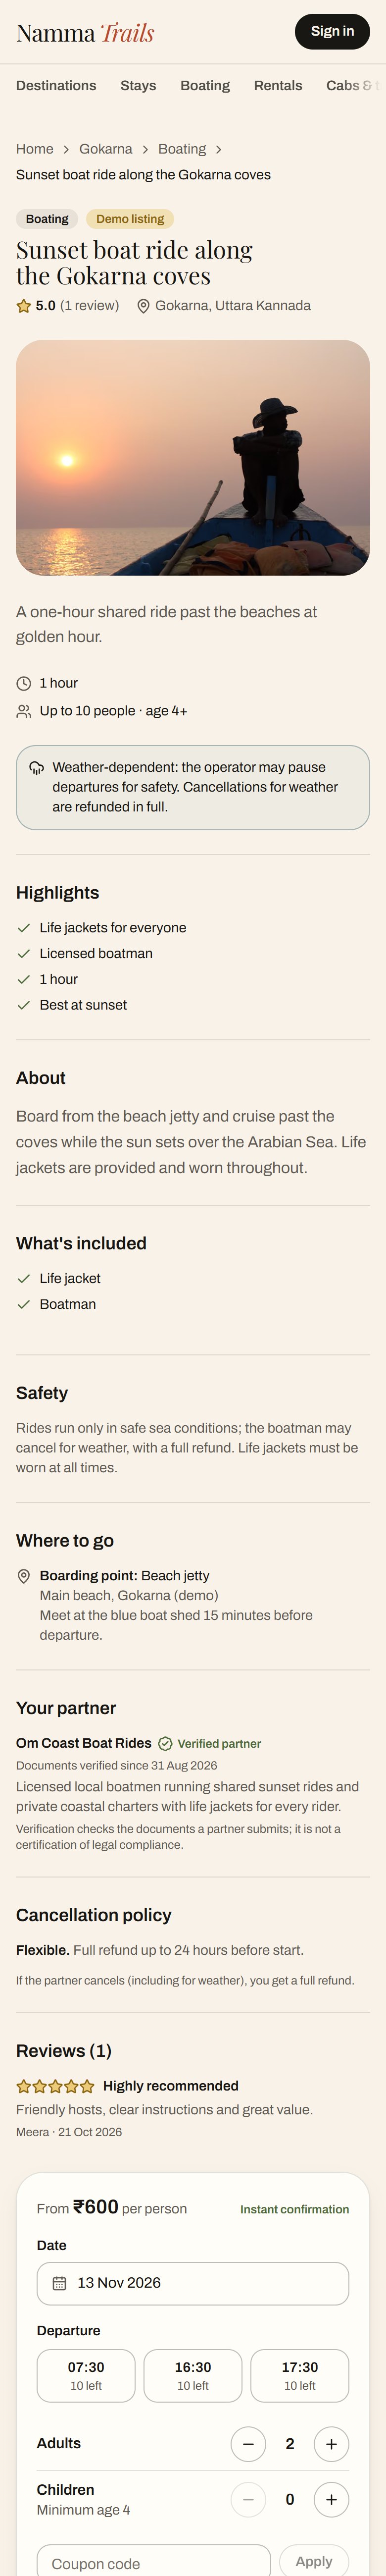 Namma Trails
Sign in
Destinations Stays Boating Rentals Cabs &
Home > Gokarna > Boating >
Sunset boat ride along the Gokarna coves
Boating Demo listing
Sunset boat ride along
the Gokarna coves
5.0 (1 review) Gokarna, Uttara Kannada
A one-hour shared ride past the beaches at
golden hour.
1 hour
Up to 10 people · age 4+
Weather-dependent: the operator may pause
departures for safety. Cancellations for weather
are refunded in full.
Highlights
Life jackets for everyone
Licensed boatman
1 hour
Best at sunset
About
Board from the beach jetty and cruise past the
coves while the sun sets over the Arabian Sea. Life
jackets are provided and worn throughout.
What's included
Life jacket
Boatman
Safety
Rides run only in safe sea conditions; the boatman may
cancel for weather, with a full refund. Life jackets must be
worn at all times.
Where to go
Boarding point: Beach jetty
Main beach, Gokarna (demo)
Meet at the blue boat shed 15 minutes before
departure.
Your partner
Om Coast Boat Rides Verified partner
Documents verified since 31 Aug 2026
Licensed local boatmen running shared sunset rides and
private coastal charters with life jackets for every rider.
Verification checks the documents a partner submits; it is not a
certification of legal compliance.
Cancellation policy
Flexible. Full refund up to 24 hours before start.
If the partner cancels (including for weather), you get a full refund.
Reviews (1)
Highly recommended
Friendly hosts, clear instructions and great value.
Meera · 21 Oct 2026
From ₹600 per person Instant confirmation
Date
13 Nov 2026
Departure
07:30 16:30 17:30
10 left 10 left 10 left
Adults − 2 +
Children − 0 +
Minimum age 4
Coupon code Apply